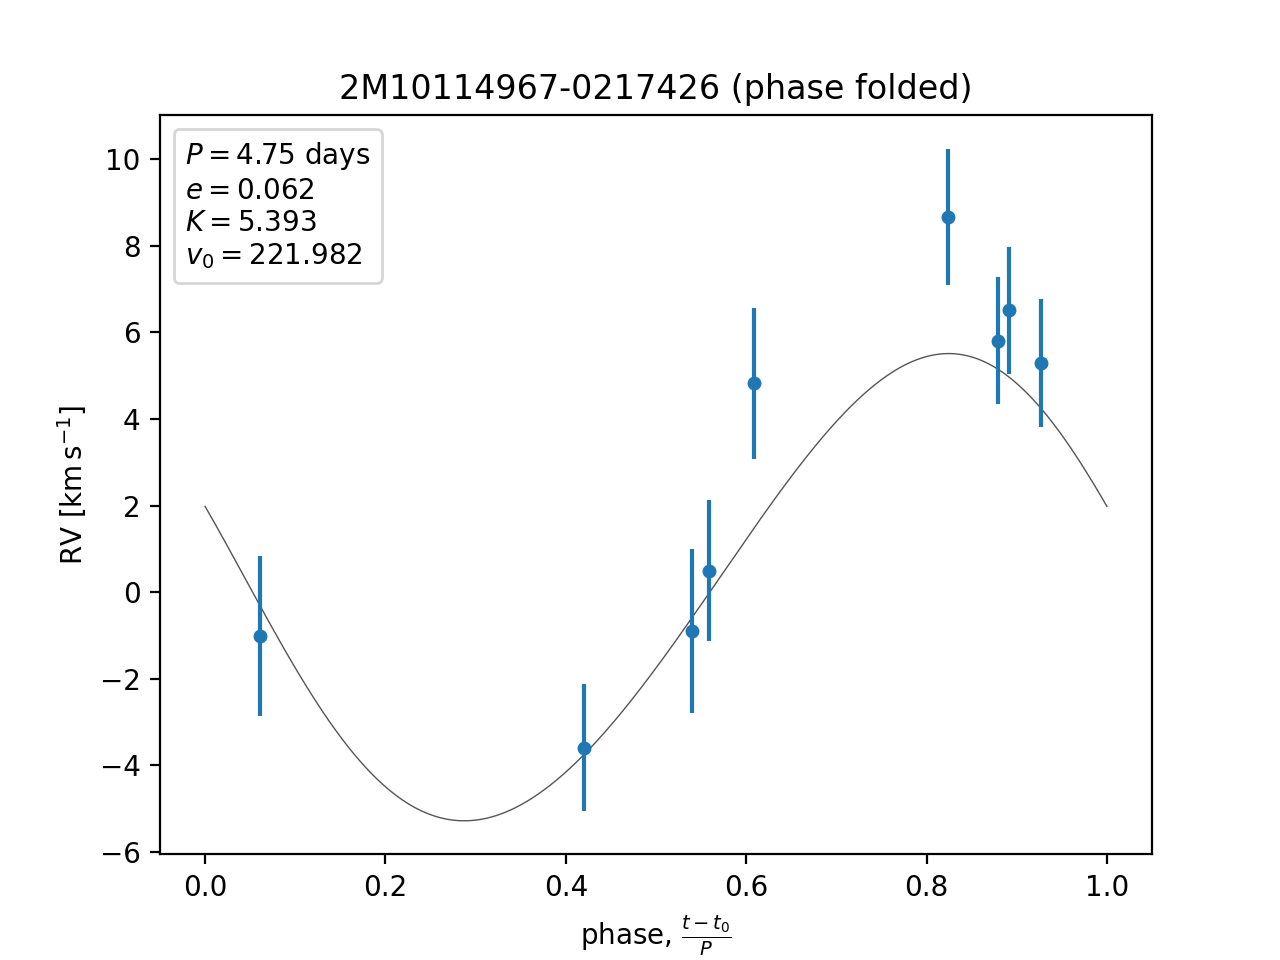 2M10114967-0217426 (phase folded)
P = 4.75 days
e = 0.062
K = 5.393
v₀ = 221.982
10
8
6
4
2
0
−2
−4
−6
RV [km s⁻¹]
0.0 0.2 0.4 0.6 0.8 1.0
phase, (t − t₀)/P